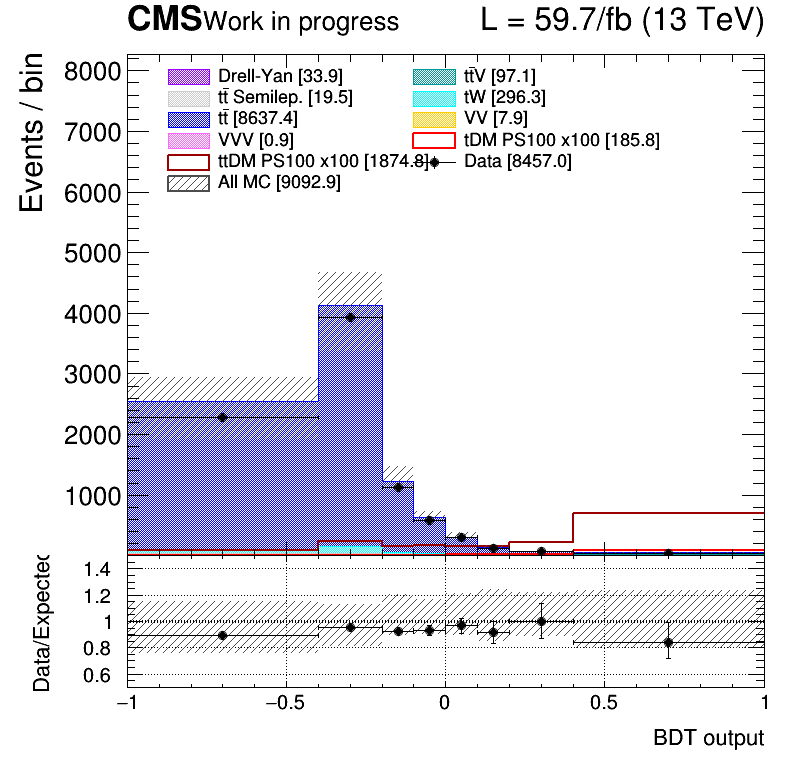 CMS Work in progress L = 59.7/fb (13 TeV)
Events / bin
8000
7000
6000
5000
4000
3000
2000
1000
Drell-Yan [33.9] tt̄V [97.1]
tt̄ Semilep. [19.5] tW [296.3]
tt̄ [8637.4] VV [7.9]
VVV [0.9] tDM PS100 x100 [185.8]
ttDM PS100 x100 [1874.8] Data [8457.0]
All MC [9092.9]
Data/Expected
1.4
1.2
1
0.8
0.6
−1 −0.5 0 0.5 1
BDT output